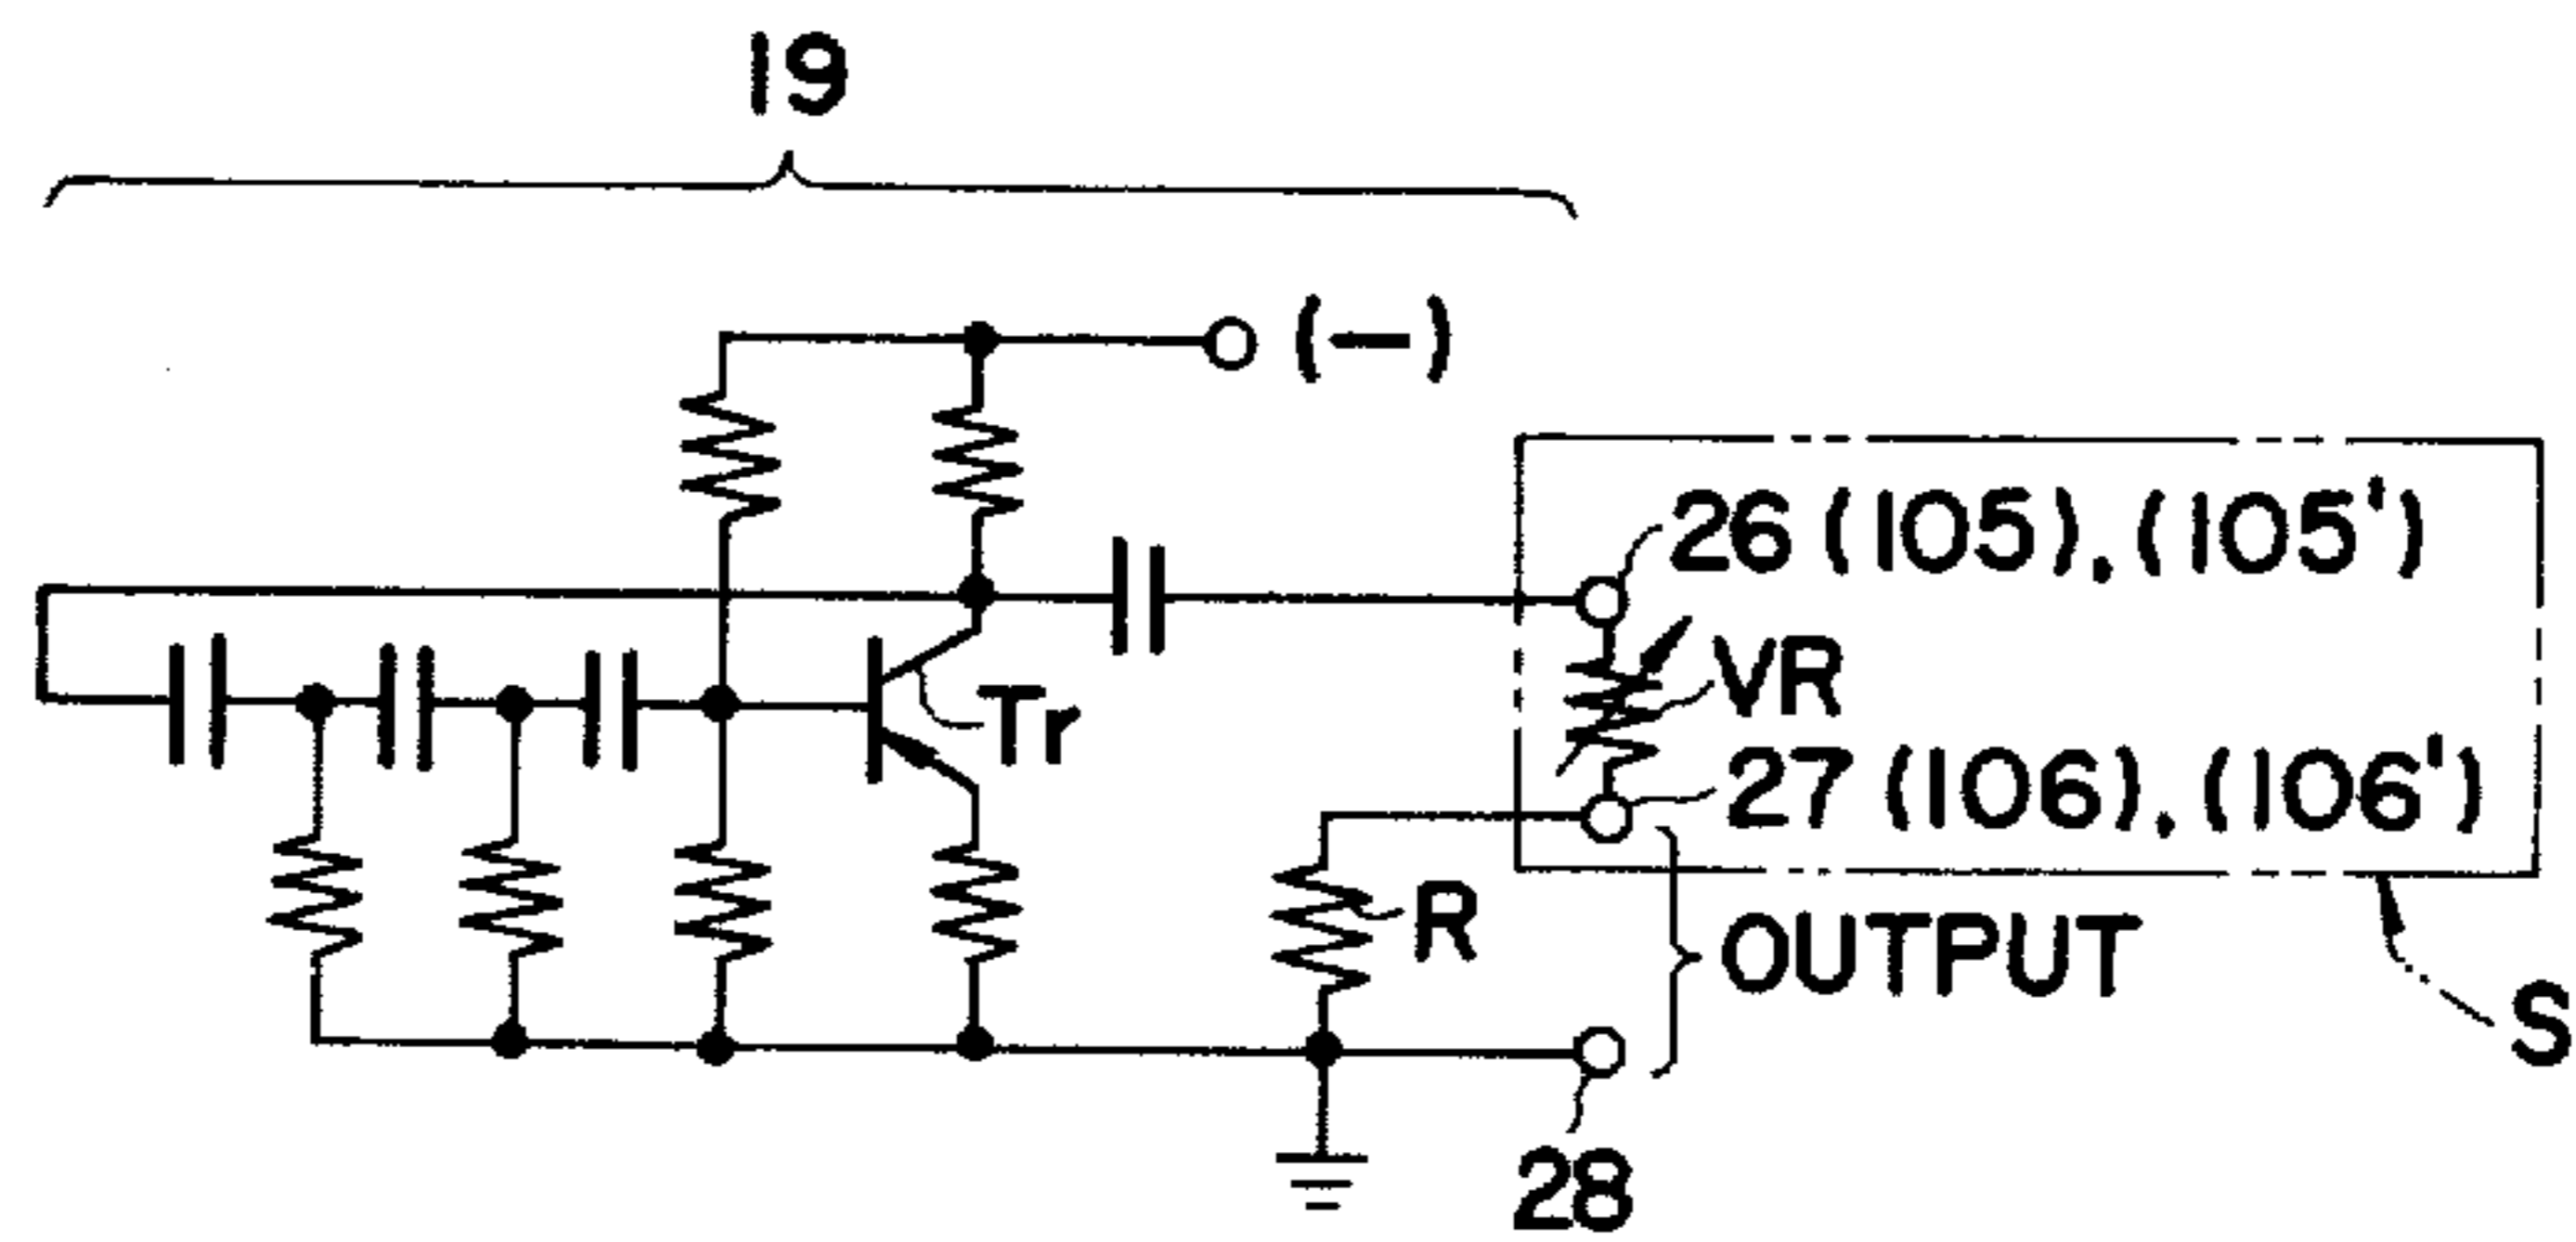 19
(-)
26 (105), (105')
VR
Tr
27 (106), (106')
R
OUTPUT
S
28